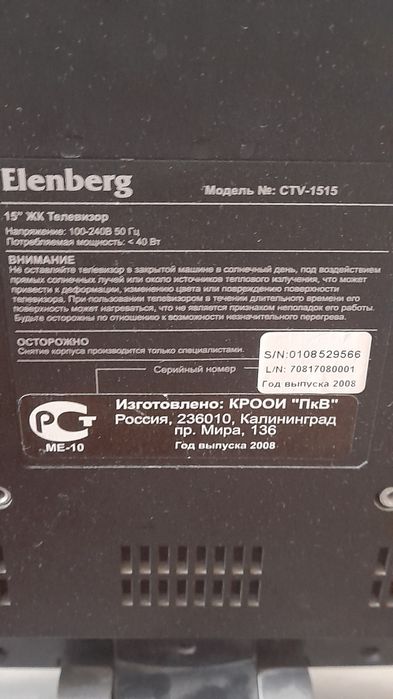 Elenberg
Модель №: CTV-1515
15" ЖК Телевизор
Напряжение: 100-240В 50 Гц
Потребляемая мощность: < 40 Вт
ВНИМАНИЕ
Не оставляйте телевизор в закрытой машине в солнечный день, под воздействием
прямых солнечных лучей или около источников теплового излучения, что может
привести к деформации, изменению цвета или повреждению поверхности
телевизора. При пользовании телевизором в течении длительного времени его
поверхность может нагреваться, что не является признаком неполадок его работы.
Будьте осторожны по отношению к возможности незначительного перегрева.
ОСТОРОЖНО
Снятие корпуса производится только специалистами.
Серийный номер
S/N:0108529566
L/N: 70817080001
Год выпуска 2008
РСТ
МЕ-10
Изготовлено: КРООИ "ПкВ"
Россия, 236010, Калининград
пр. Мира, 136
Год выпуска 2008